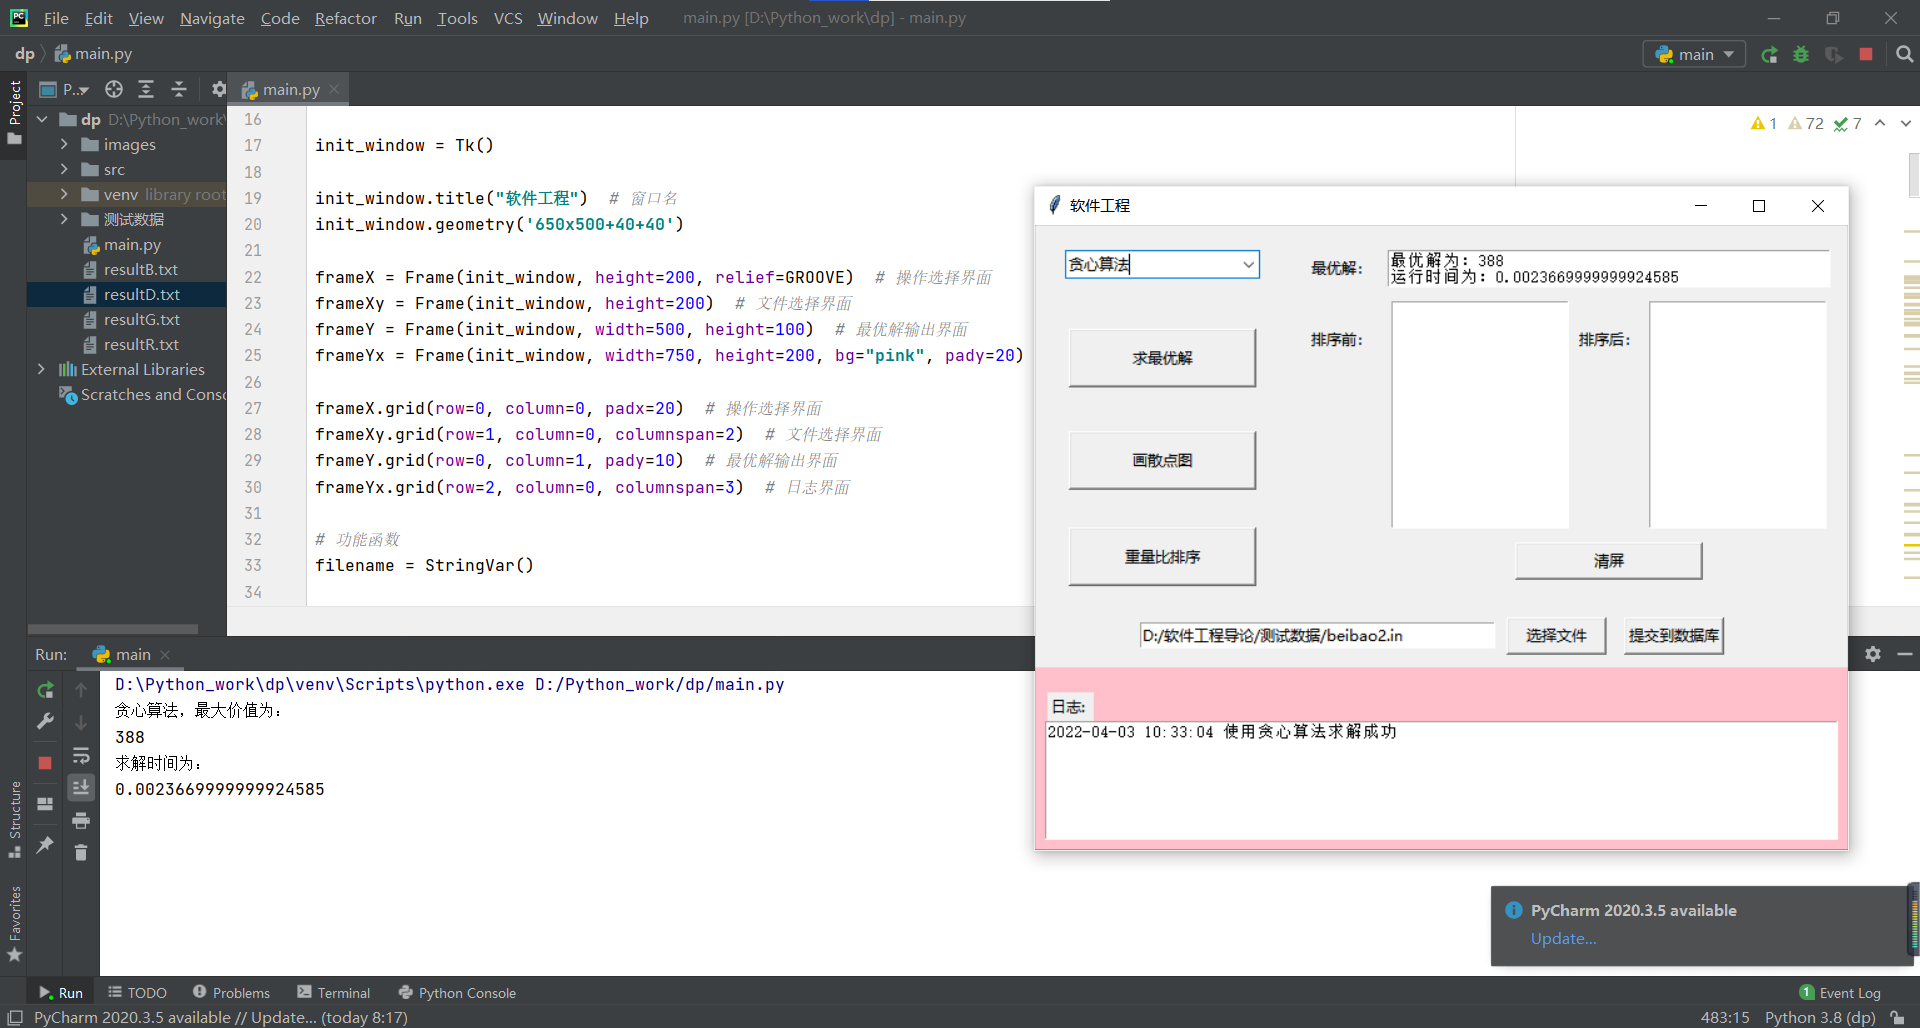 File Edit View Navigate Code Refactor Run Tools VCS Window Help main.py [D:\Python_work\dp] - main.py
dp main.py main
Project
P... main.py
dp D:\Python_work\
images
src
venv library root
测试数据
main.py
resultB.txt
resultD.txt
resultG.txt
resultR.txt
External Libraries
Scratches and Conso
1 72 7
16
17 init_window = Tk()
18
19 init_window.title("软件工程") # 窗口名
20 init_window.geometry('650x500+40+40')
21
22 frameX = Frame(init_window, height=200, relief=GROOVE) # 操作选择界面
23 frameXy = Frame(init_window, height=200) # 文件选择界面
24 frameY = Frame(init_window, width=500, height=100) # 最优解输出界面
25 frameYx = Frame(init_window, width=750, height=200, bg="pink", pady=20)
26
27 frameX.grid(row=0, column=0, padx=20) # 操作选择界面
28 frameXy.grid(row=1, column=0, columnspan=2) # 文件选择界面
29 frameY.grid(row=0, column=1, pady=10) # 最优解输出界面
30 frameYx.grid(row=2, column=0, columnspan=3) # 日志界面
31
32 # 功能函数
33 filename = StringVar()
34
软件工程
贪心算法
最优解：
最优解为：388
运行时间为：0.0023669999999924585
求最优解
排序前：
排序后：
画散点图
重量比排序
清屏
D:/软件工程导论/测试数据/beibao2.in
选择文件
提交到数据库
日志:
2022-04-03 10:33:04 使用贪心算法求解成功
Run: main
D:\Python_work\dp\venv\Scripts\python.exe D:/Python_work/dp/main.py
贪心算法，最大价值为：
388
求解时间为：
0.0023669999999924585
Structure
Favorites
PyCharm 2020.3.5 available
Update...
Run TODO Problems Terminal Python Console 1 Event Log
PyCharm 2020.3.5 available // Update... (today 8:17) 483:15 Python 3.8 (dp)